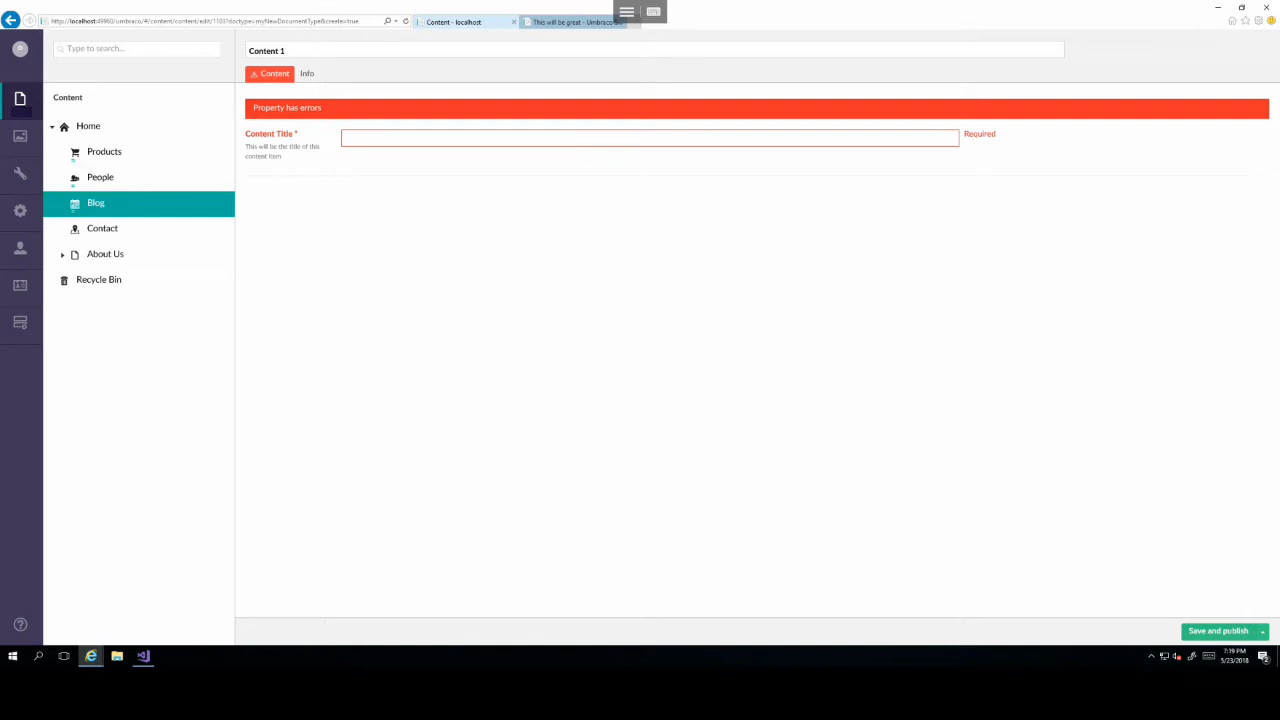 http://localhost:49960/umbraco/#/content/content/edit/1103?doctype=myNewDocumentType&create=true
Content - localhost
This will be great - Umbraco S...
R
Type to search...
Content 1
Content
Info
Content
Property has errors
Home
Content Title *
Required
This will be the title of this
content item
Products
People
Blog
Contact
About Us
Recycle Bin
Save and publish
7:19 PM
5/23/2018
2